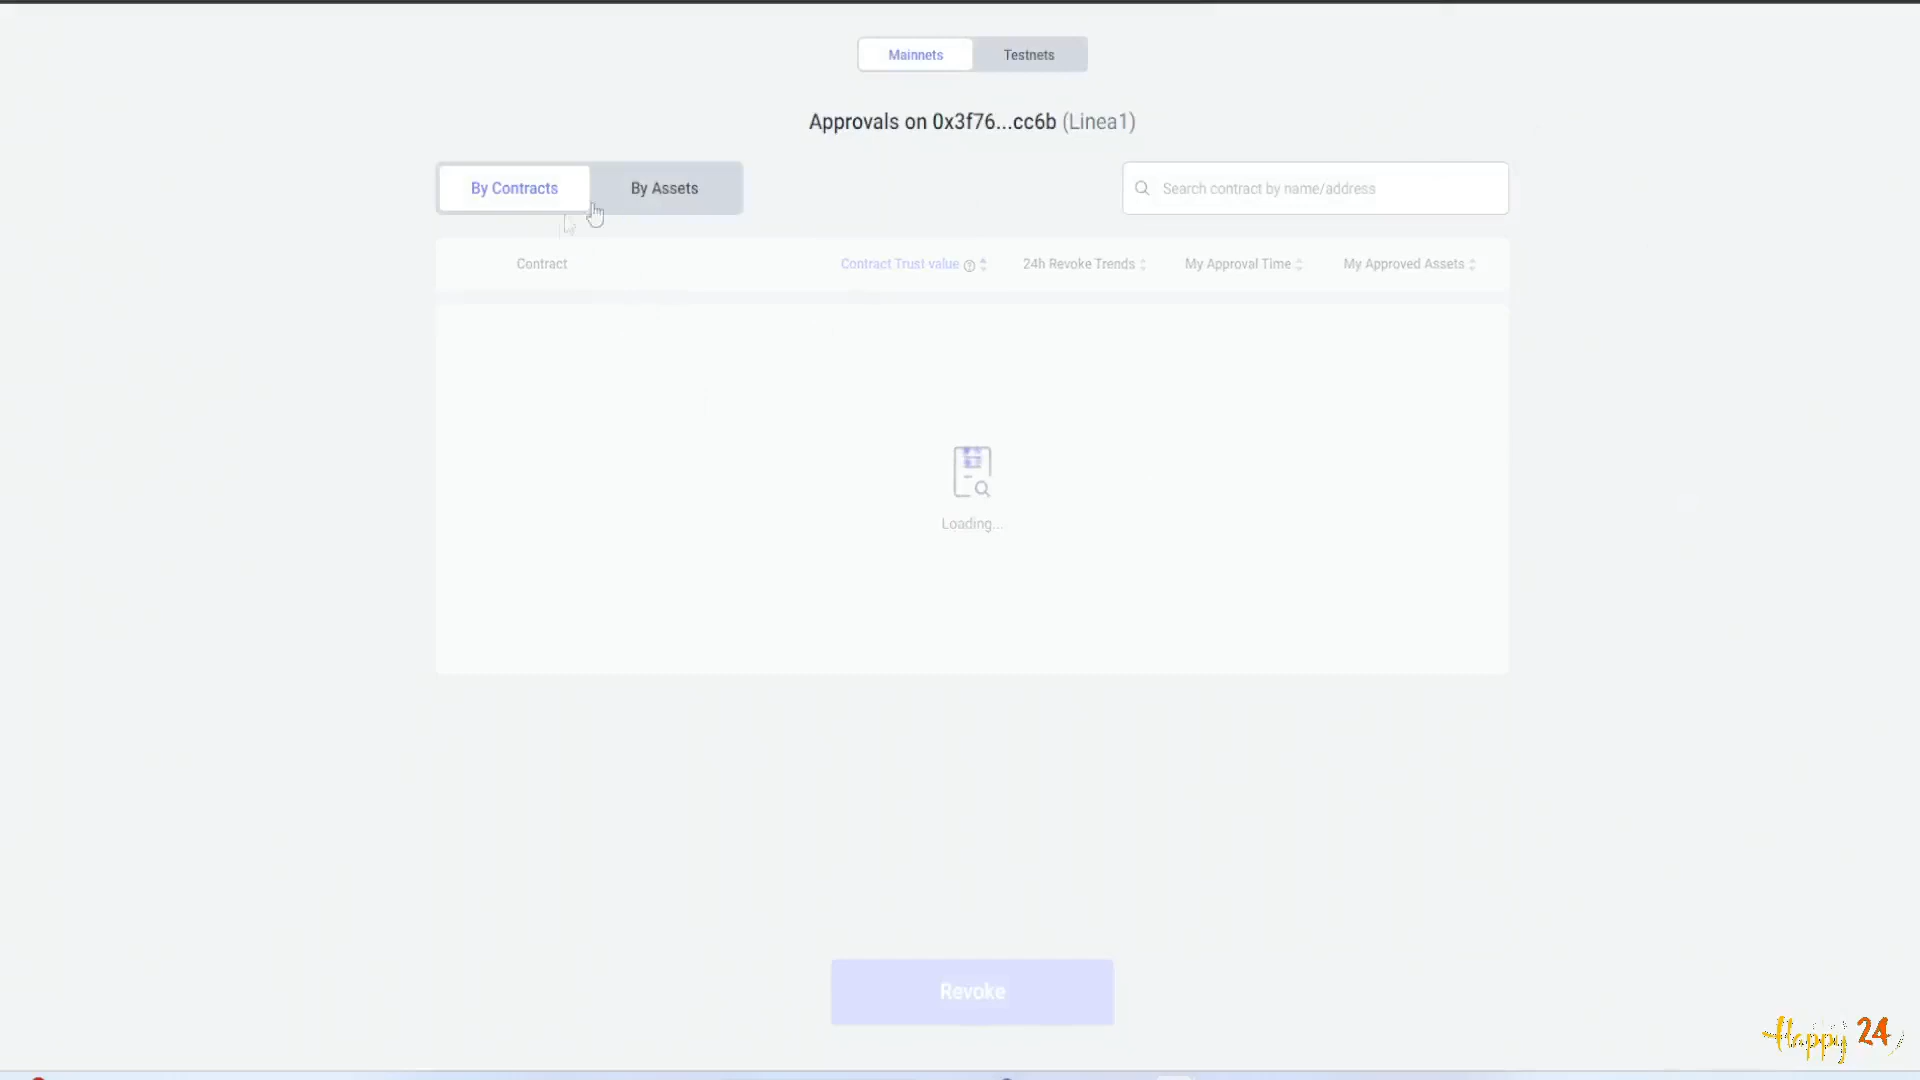 Mainnets Testnets
Approvals on 0x3f76...cc6b (Linea1)
By Contracts By Assets
Search contract by name/address
Contract Contract Trust value 24h Revoke Trends My Approval Time My Approved Assets
Loading...
Revoke
Happy 24